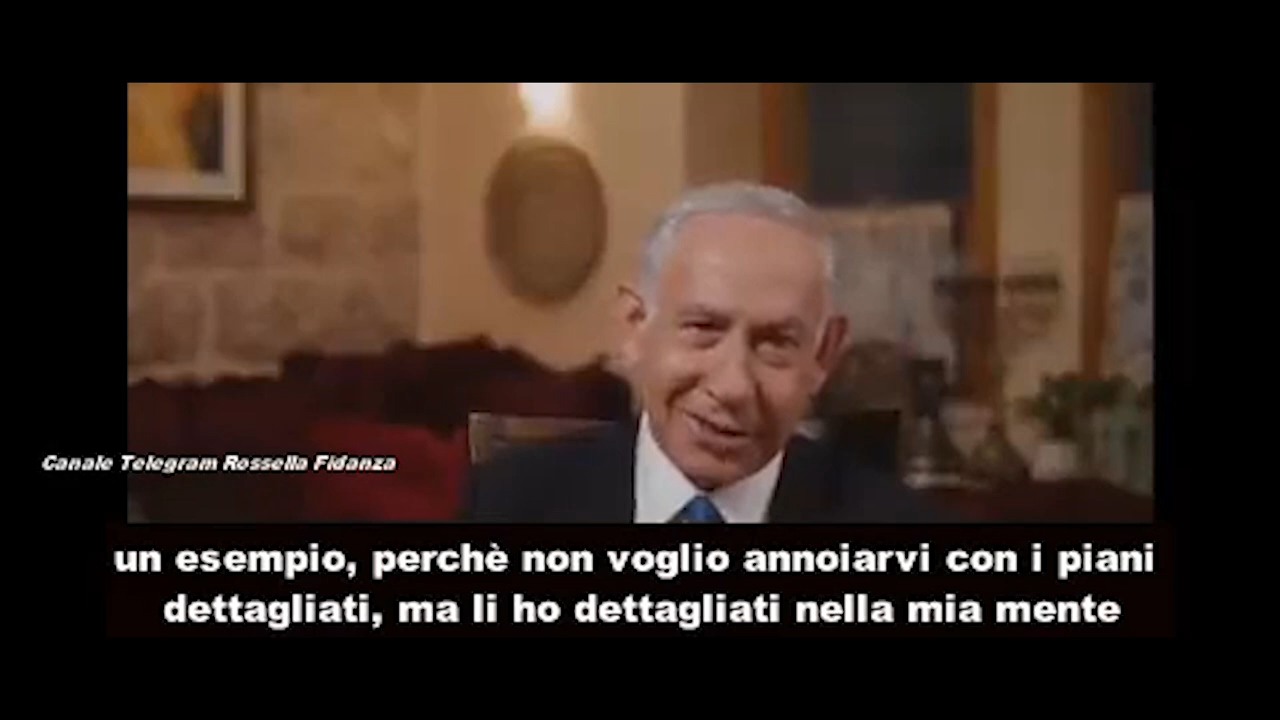 Canale Telegram Rossella Fidanza
un esempio, perchè non voglio annoiarvi con i piani
dettagliati, ma li ho dettagliati nella mia mente